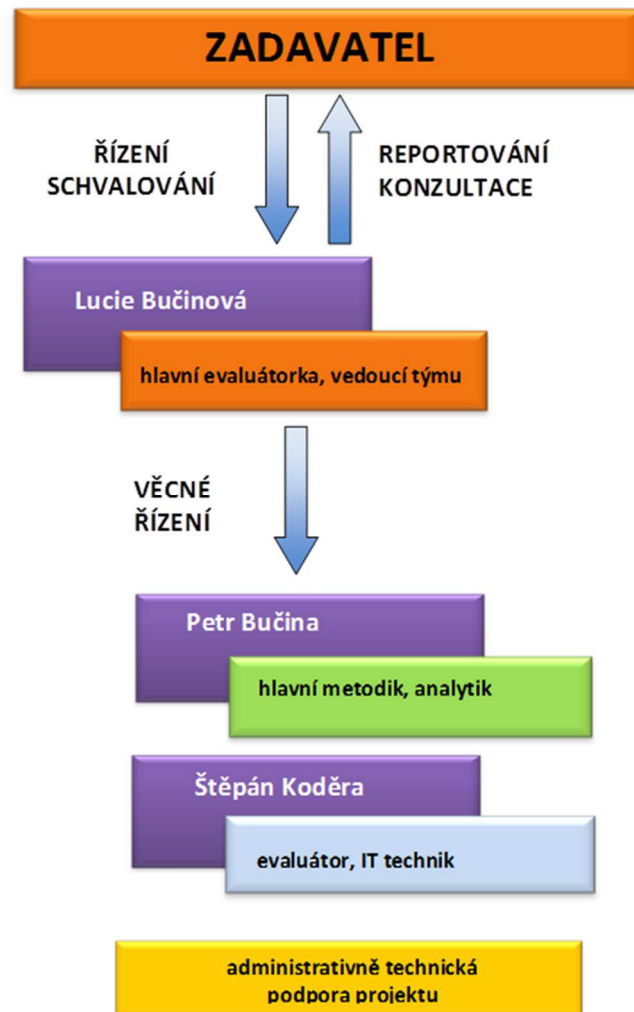 ZADAVATEL
ŘÍZENÍ
SCHVALOVÁNÍ
REPORTOVÁNÍ
KONZULTACE
Lucie Bučinová
hlavní evaluátorka, vedoucí týmu
VĚCNÉ
ŘÍZENÍ
Petr Bučina
hlavní metodik, analytik
Štěpán Koděra
evaluátor, IT technik
administrativně technická
podpora projektu